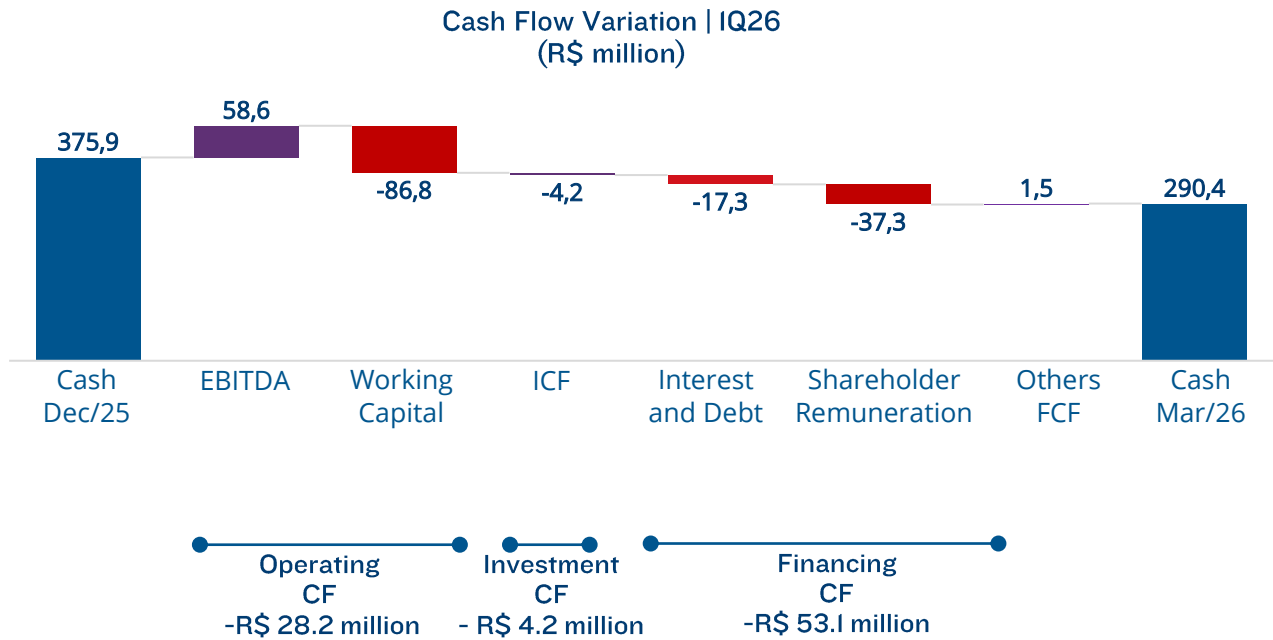 Cash Flow Variation | 1Q26
(R$ million)
375,9
58,6
-86,8
-4,2
-17,3
-37,3
1,5
290,4
Cash
Dec/25
EBITDA
Working
Capital
ICF
Interest
and Debt
Shareholder
Remuneration
Others
FCF
Cash
Mar/26
Operating
CF
-R$ 28.2 million
Investment
CF
- R$ 4.2 million
Financing
CF
-R$ 53.1 million